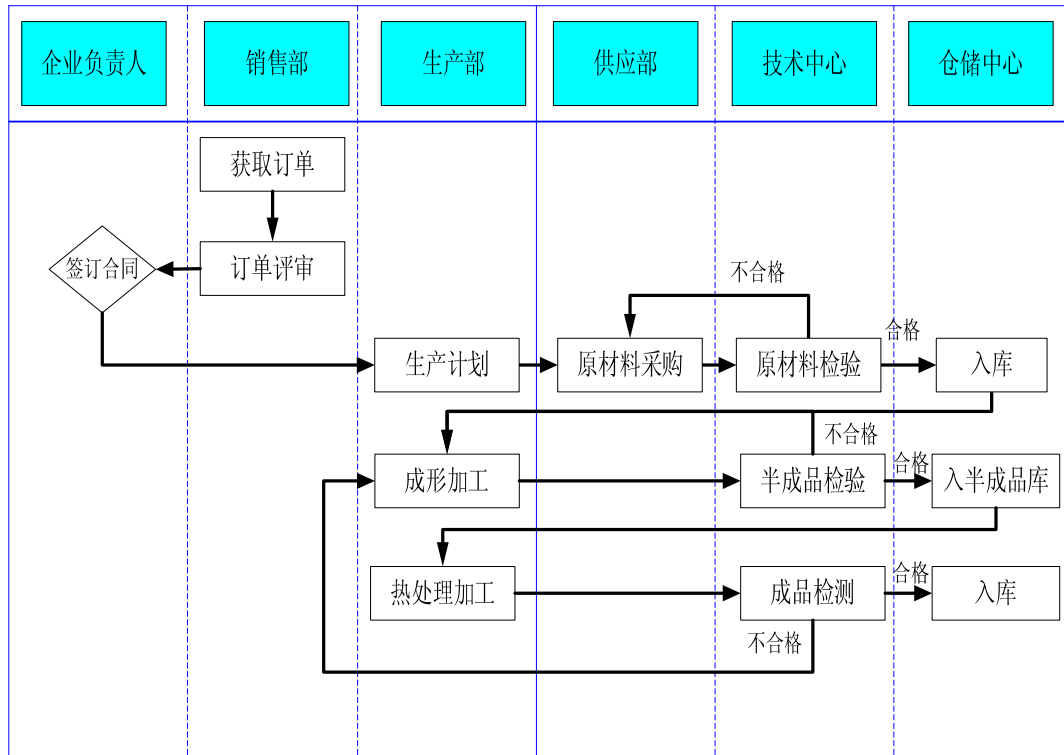 企业负责人
销售部
生产部
供应部
技术中心
仓储中心
获取订单
签订合同
订单评审
不合格
生产计划
原材料采购
原材料检验
合格
入库
不合格
成形加工
半成品检验
合格
入半成品库
热处理加工
成品检测
合格
入库
不合格